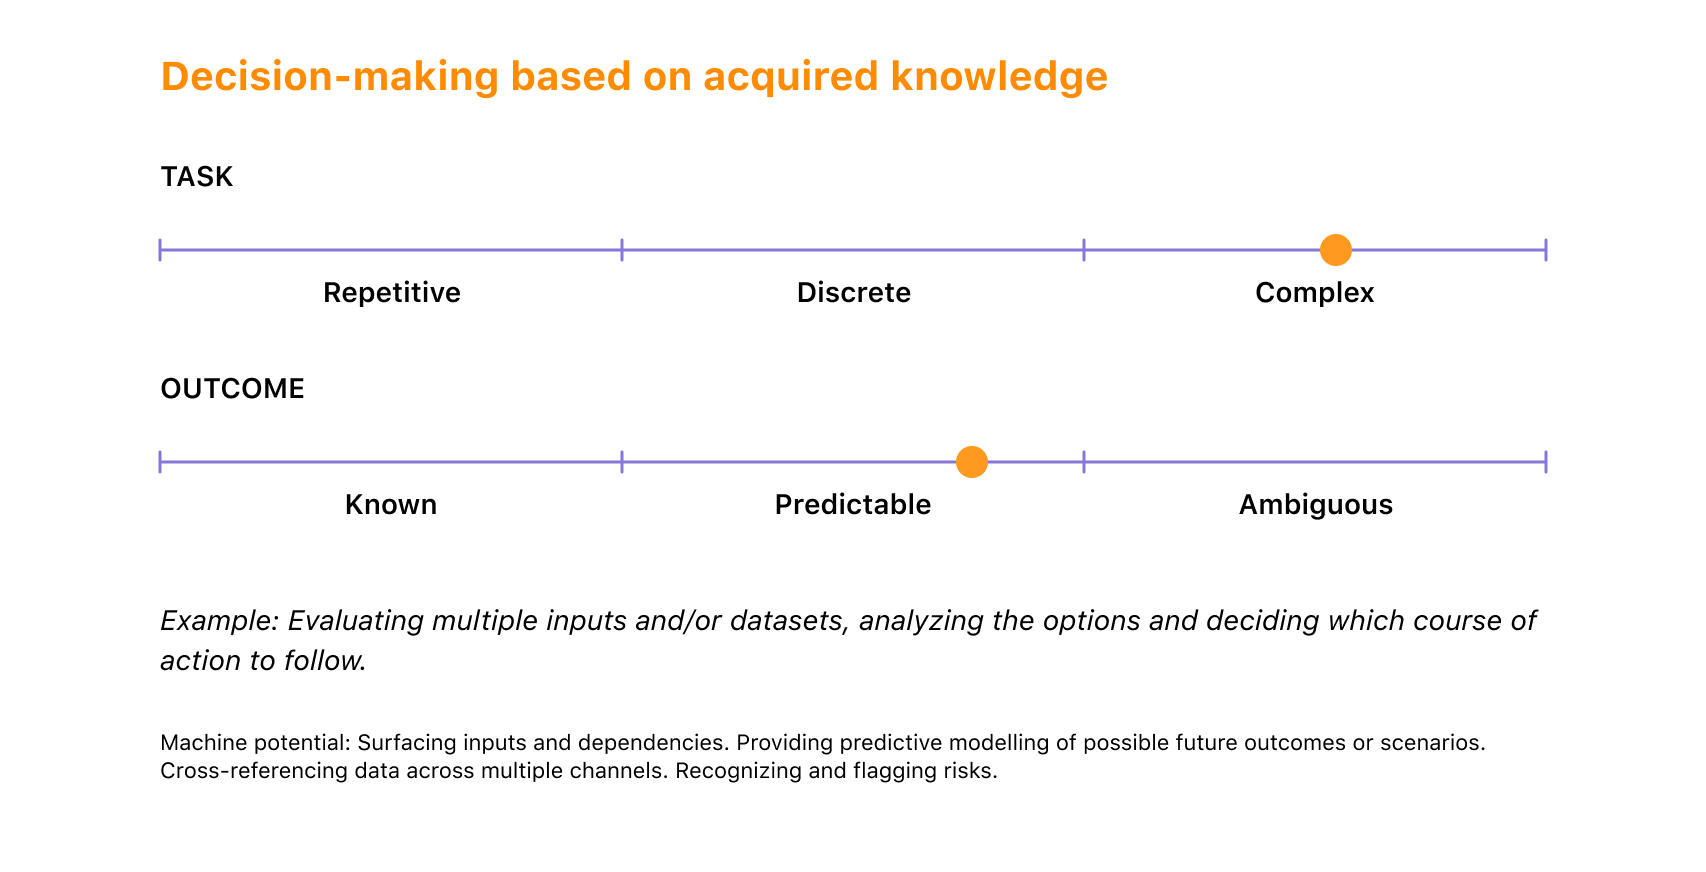 Decision-making based on acquired knowledge
TASK
Repetitive
Discrete
Complex
OUTCOME
Known
Predictable
Ambiguous
Example: Evaluating multiple inputs and/or datasets, analyzing the options and deciding which course of
action to follow.
Machine potential: Surfacing inputs and dependencies. Providing predictive modelling of possible future outcomes or scenarios.
Cross-referencing data across multiple channels. Recognizing and flagging risks.